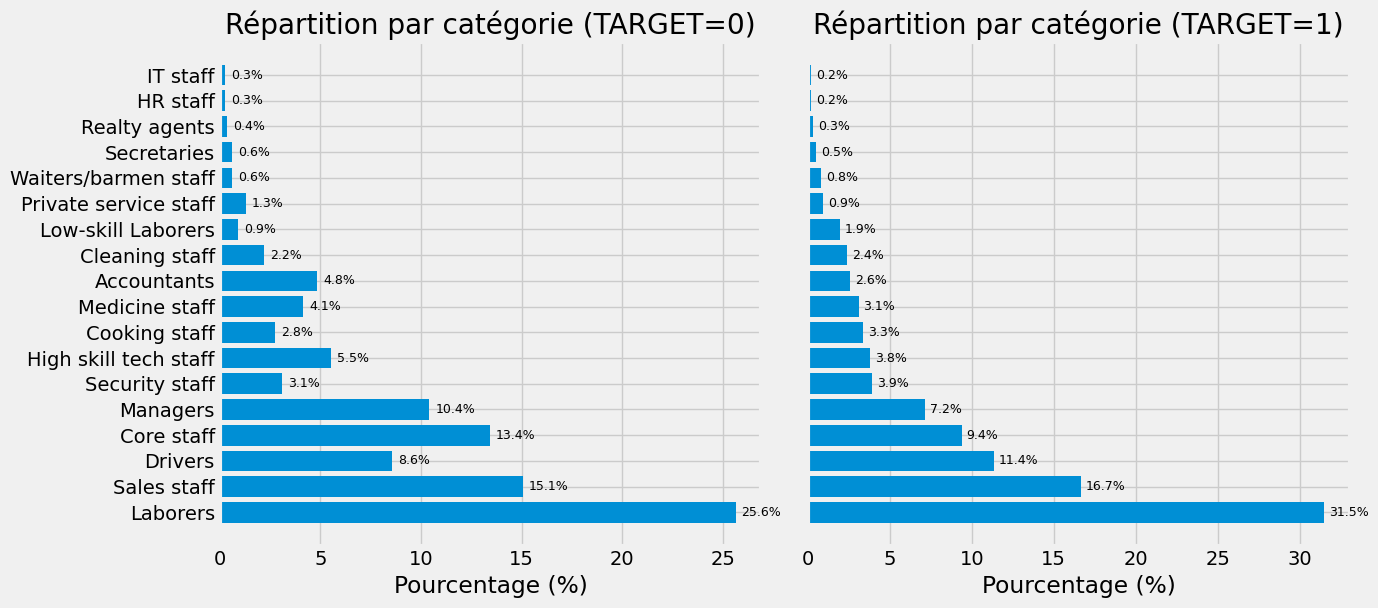 Répartition par catégorie (TARGET=0)
IT staff 0.3%
HR staff 0.3%
Realty agents 0.4%
Secretaries 0.6%
Waiters/barmen staff 0.6%
Private service staff 1.3%
Low-skill Laborers 0.9%
Cleaning staff 2.2%
Accountants 4.8%
Medicine staff 4.1%
Cooking staff 2.8%
High skill tech staff 5.5%
Security staff 3.1%
Managers 10.4%
Core staff 13.4%
Drivers 8.6%
Sales staff 15.1%
Laborers 25.6%
0 5 10 15 20 25
Pourcentage (%)
Répartition par catégorie (TARGET=1)
0.2%
0.2%
0.3%
0.5%
0.8%
0.9%
1.9%
2.4%
2.6%
3.1%
3.3%
3.8%
3.9%
7.2%
9.4%
11.4%
16.7%
31.5%
0 5 10 15 20 25 30
Pourcentage (%)